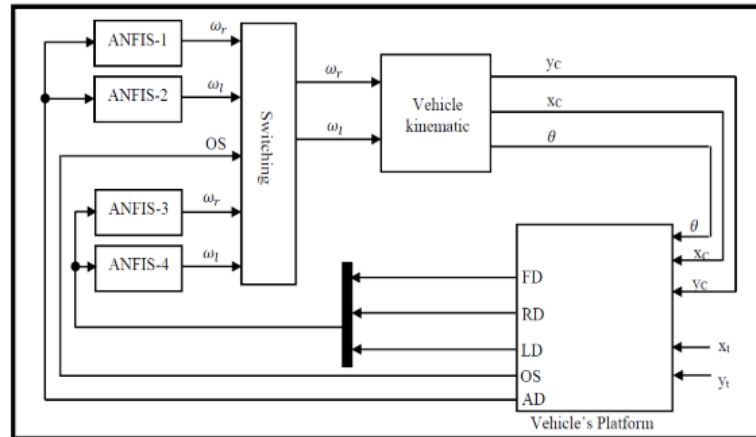 ANFIS-1
ωr
ANFIS-2
ωl
OS
ANFIS-3
ωr
ANFIS-4
ωl
Switching
ωr
ωl
Vehicle
kinematic
yC
xC
θ
θ
xC
yC
xt
yt
FD
RD
LD
OS
AD
Vehicle's Platform